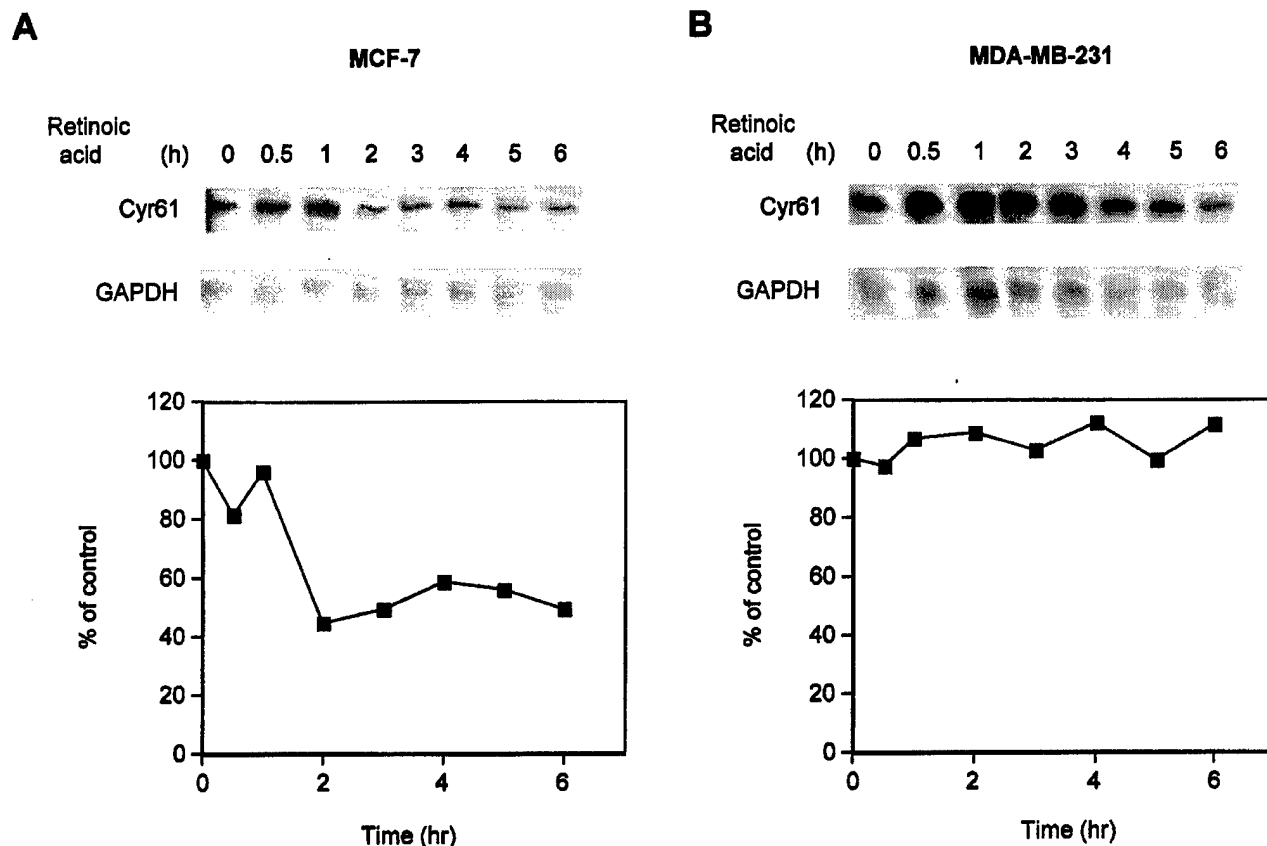 A
MCF-7
Retinoic
acid (h) 0 0.5 1 2 3 4 5 6
Cyr61
GAPDH
120
100
80
60
40
20
0
% of control
0 2 4 6
Time (hr)
B
MDA-MB-231
Retinoic
acid (h) 0 0.5 1 2 3 4 5 6
Cyr61
GAPDH
120
100
80
60
40
20
0
% of control
0 2 4 6
Time (hr)